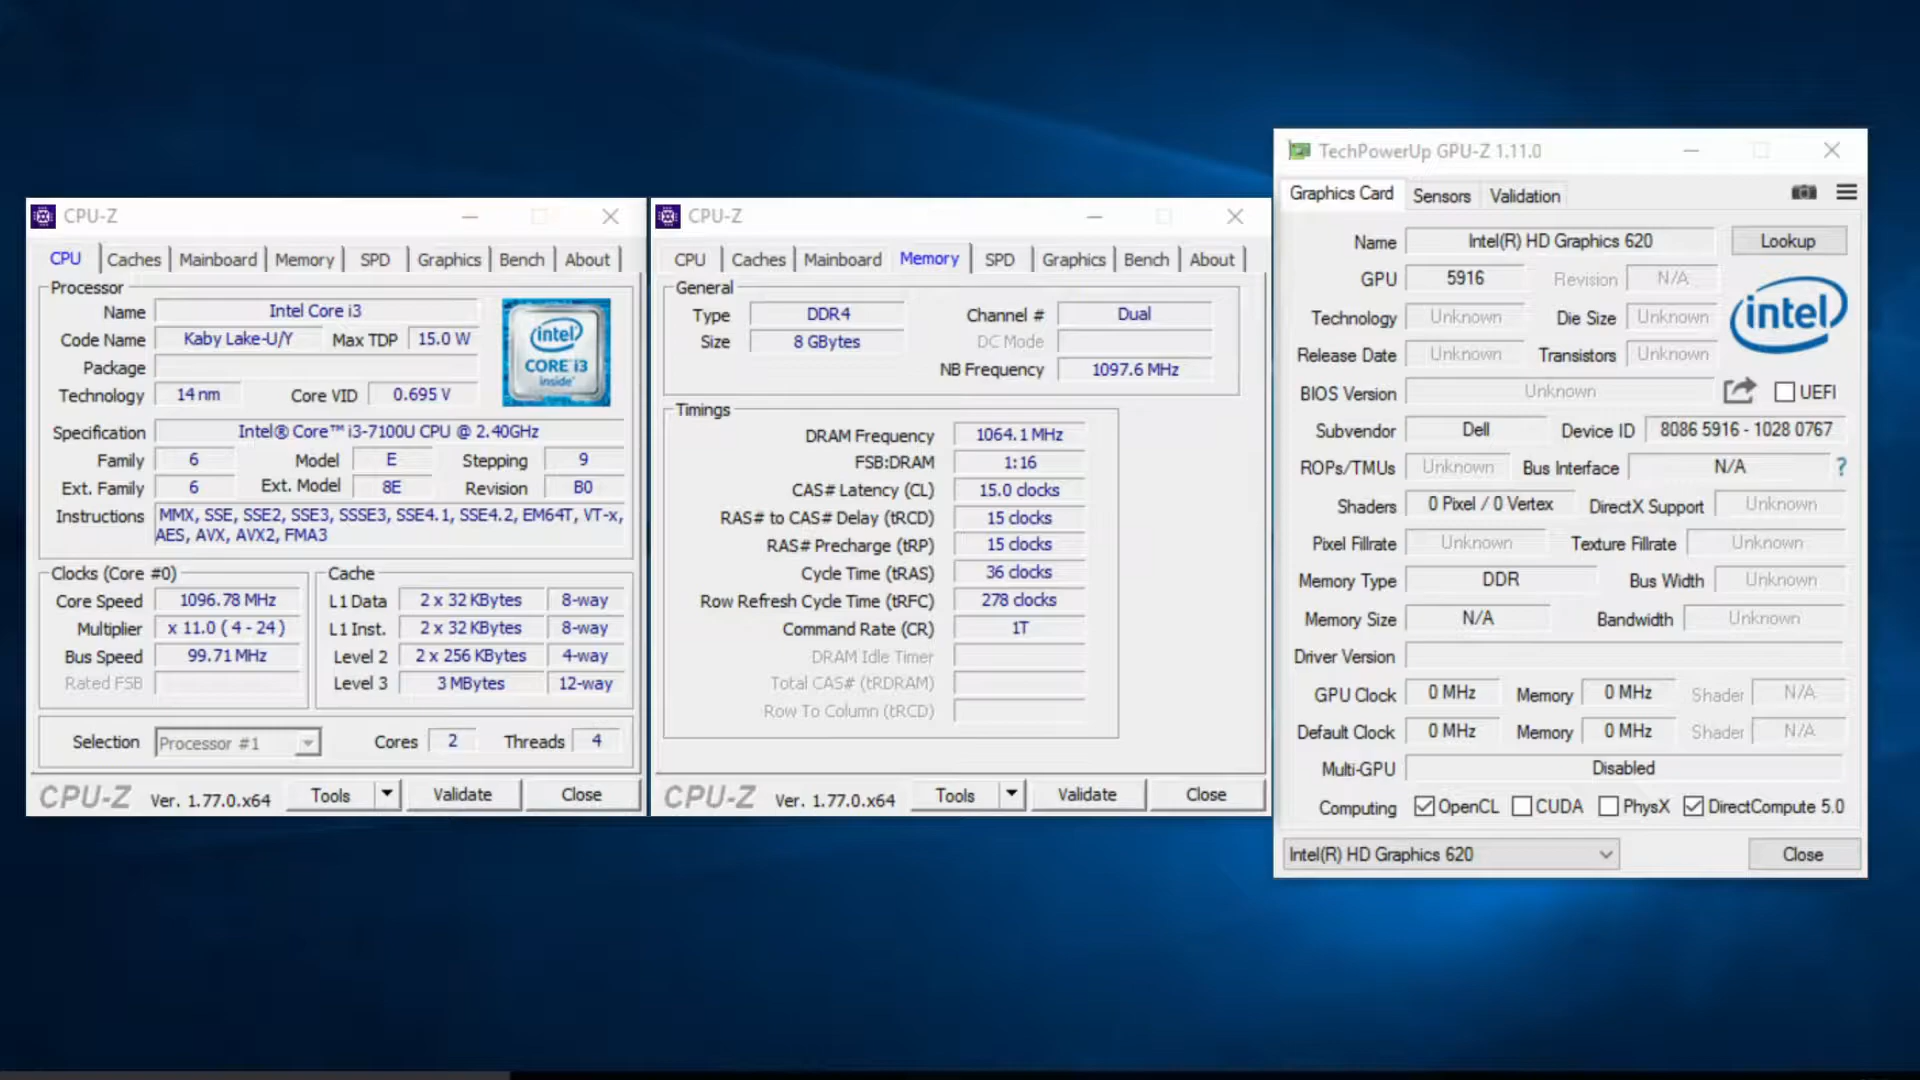 CPU-Z
CPU Caches Mainboard Memory SPD Graphics Bench About
Processor
Name Intel Core i3
Code Name Kaby Lake-U/Y Max TDP 15.0 W
Package
Technology 14 nm Core VID 0.695 V
intel
CORE i3
inside
Specification Intel® Core™ i3-7100U CPU @ 2.40GHz
Family 6 Model E Stepping 9
Ext. Family 6 Ext. Model 8E Revision B0
Instructions MMX, SSE, SSE2, SSE3, SSSE3, SSE4.1, SSE4.2, EM64T, VT-x,
AES, AVX, AVX2, FMA3
Clocks (Core #0)
Core Speed 1096.78 MHz
Multiplier x 11.0 ( 4 - 24 )
Bus Speed 99.71 MHz
Rated FSB
Cache
L1 Data 2 x 32 KBytes 8-way
L1 Inst. 2 x 32 KBytes 8-way
Level 2 2 x 256 KBytes 4-way
Level 3 3 MBytes 12-way
Selection Processor #1 Cores 2 Threads 4
CPU-Z Ver. 1.77.0.x64 Tools Validate Close
CPU-Z
CPU Caches Mainboard Memory SPD Graphics Bench About
General
Type DDR4 Channel # Dual
Size 8 GBytes DC Mode
NB Frequency 1097.6 MHz
Timings
DRAM Frequency 1064.1 MHz
FSB:DRAM 1:16
CAS# Latency (CL) 15.0 clocks
RAS# to CAS# Delay (tRCD) 15 clocks
RAS# Precharge (tRP) 15 clocks
Cycle Time (tRAS) 36 clocks
Row Refresh Cycle Time (tRFC) 278 clocks
Command Rate (CR) 1T
DRAM Idle Timer
Total CAS# (tRDRAM)
Row To Column (tRCD)
CPU-Z Ver. 1.77.0.x64 Tools Validate Close
TechPowerUp GPU-Z 1.11.0
Graphics Card Sensors Validation
Name Intel(R) HD Graphics 620 Lookup
GPU 5916 Revision N/A
intel
Technology Unknown Die Size Unknown
Release Date Unknown Transistors Unknown
BIOS Version Unknown UEFI
Subvendor Dell Device ID 8086 5916 - 1028 0767
ROPs/TMUs Unknown Bus Interface N/A ?
Shaders 0 Pixel / 0 Vertex DirectX Support Unknown
Pixel Fillrate Unknown Texture Fillrate Unknown
Memory Type DDR Bus Width Unknown
Memory Size N/A Bandwidth Unknown
Driver Version
GPU Clock 0 MHz Memory 0 MHz Shader N/A
Default Clock 0 MHz Memory 0 MHz Shader N/A
Multi-GPU Disabled
Computing OpenCL CUDA PhysX DirectCompute 5.0
Intel(R) HD Graphics 620 Close